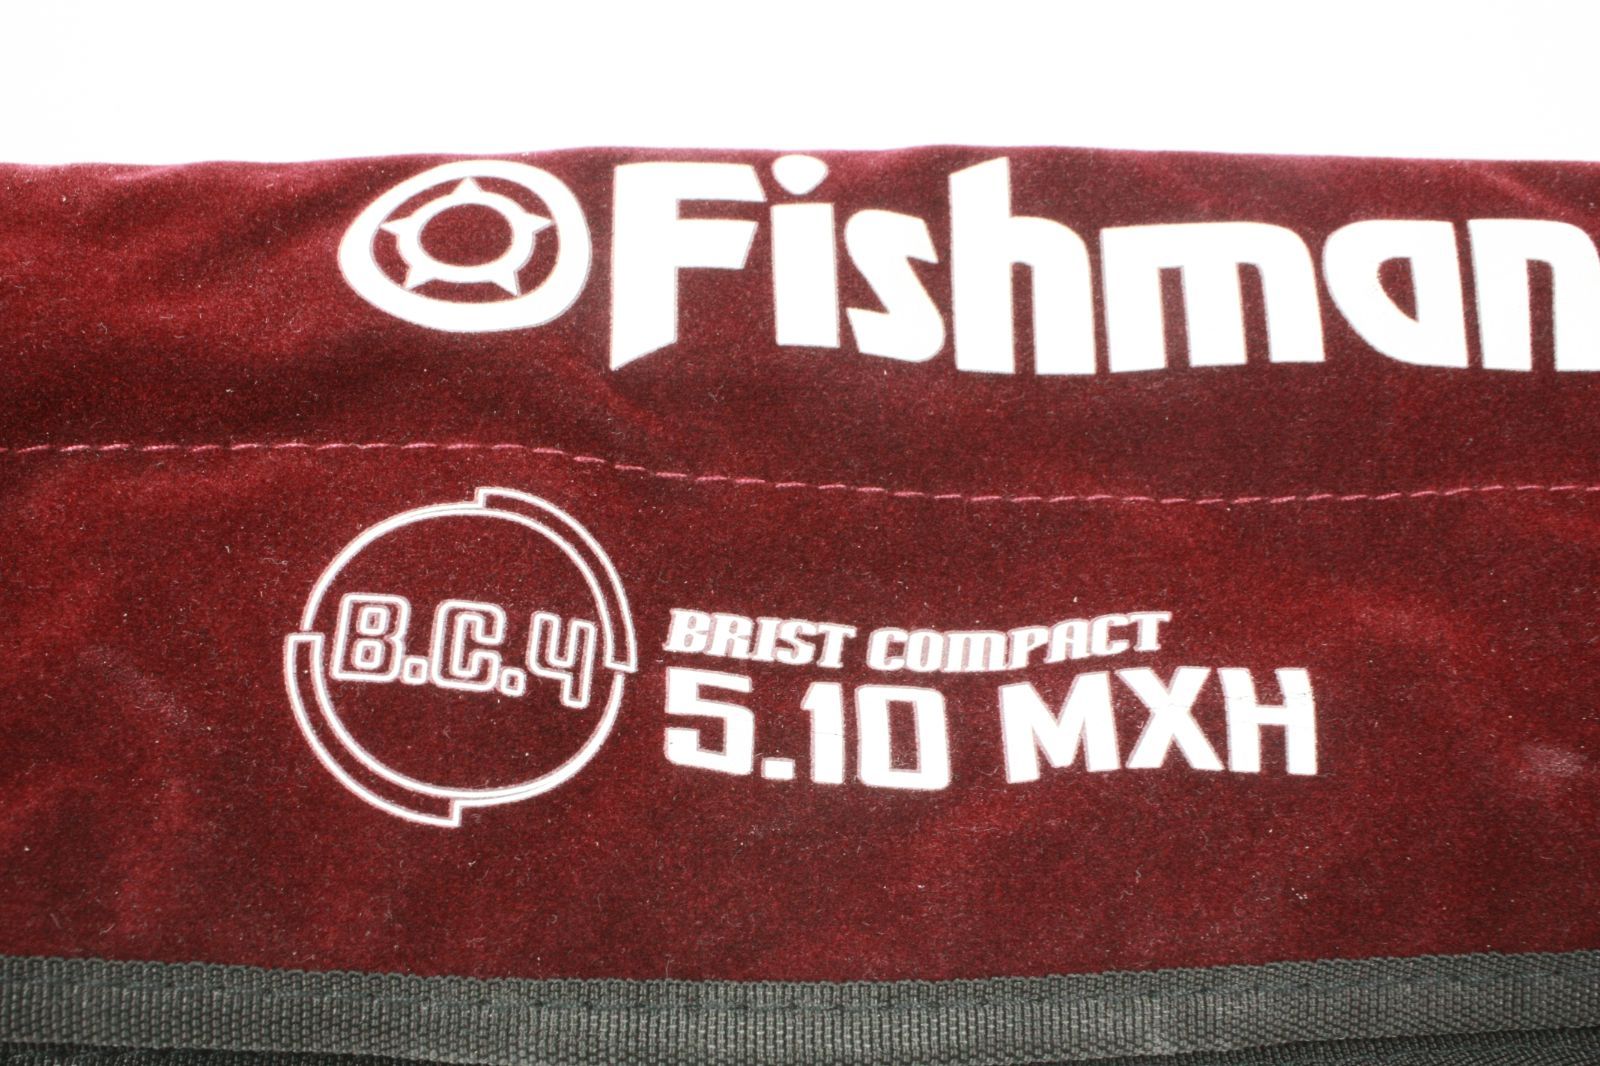 Fishman
B.C.4
BRIST COMPACT
5.10 MXH